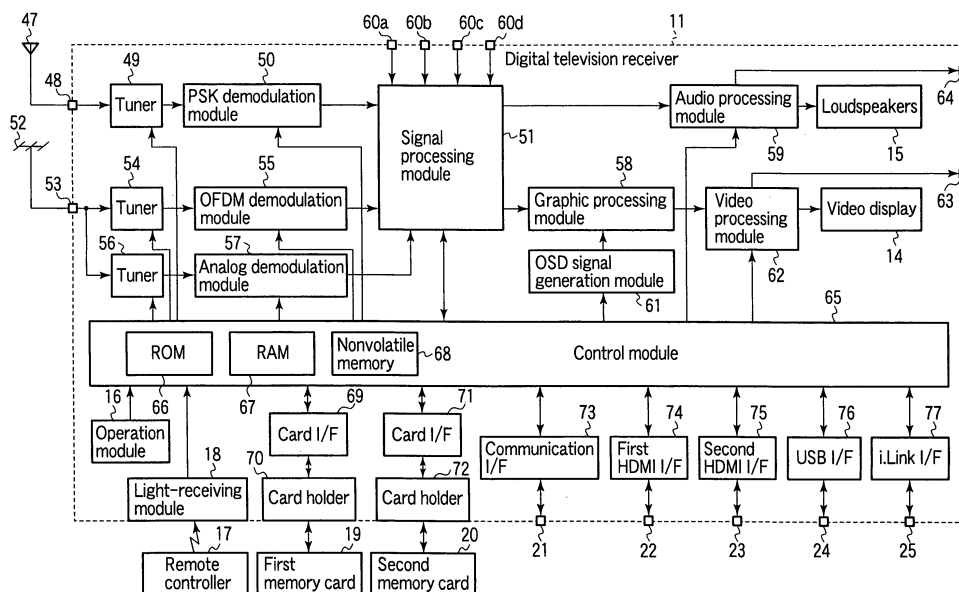 47
60a
60b
60c
60d
11
Digital television receiver
48
49
Tuner
50
PSK demodulation
module
Signal
processing
module
51
Audio processing
module
59
Loudspeakers
15
64
52
53
54
Tuner
55
OFDM demodulation
module
58
Graphic processing
module
Video
processing
module
62
Video display
14
63
56
Tuner
57
Analog demodulation
module
OSD signal
generation module
61
65
ROM
66
RAM
67
Nonvolatile
memory
68
Control module
16
Operation
module
18
Light-receiving
module
69
Card I/F
70
Card holder
71
Card I/F
72
Card holder
73
Communication
I/F
74
First
HDMI I/F
75
Second
HDMI I/F
76
USB I/F
77
i.Link I/F
21
22
23
24
25
17
Remote
controller
19
First
memory card
20
Second
memory card